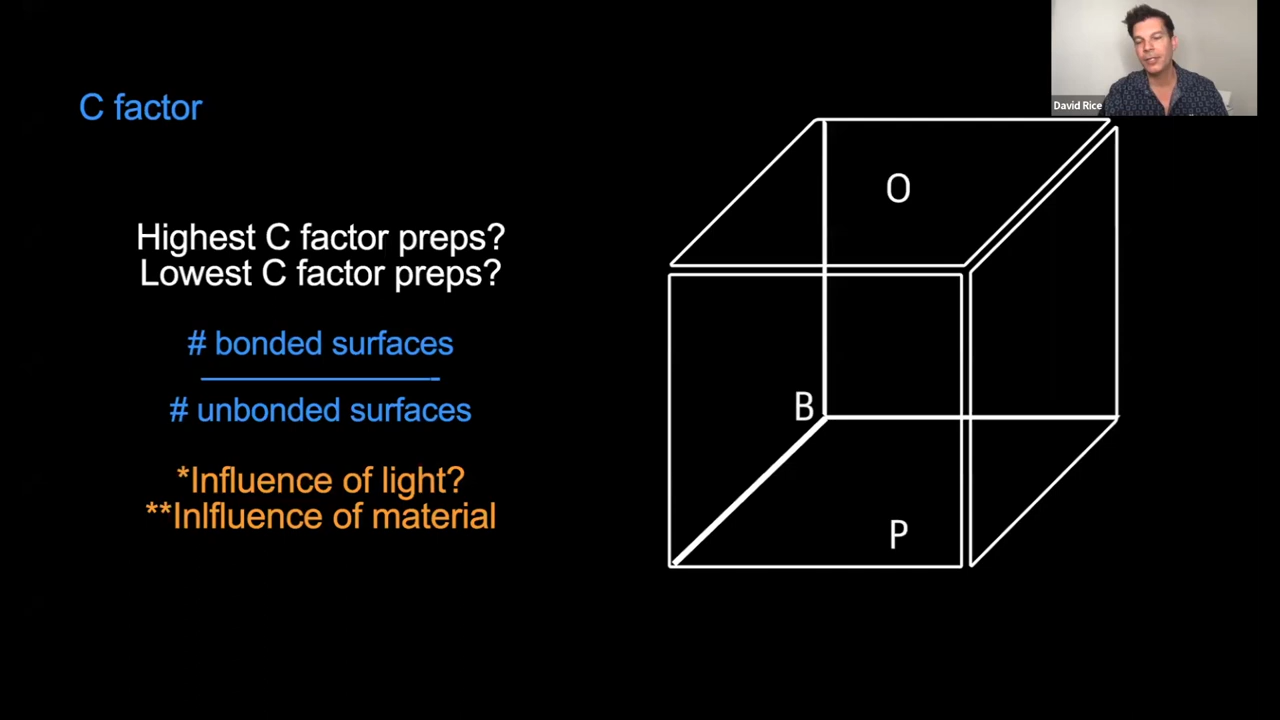 C factor
David Rice
Highest C factor preps?
Lowest C factor preps?
# bonded surfaces
# unbonded surfaces
*Influence of light?
**Inlfluence of material
O
B
P